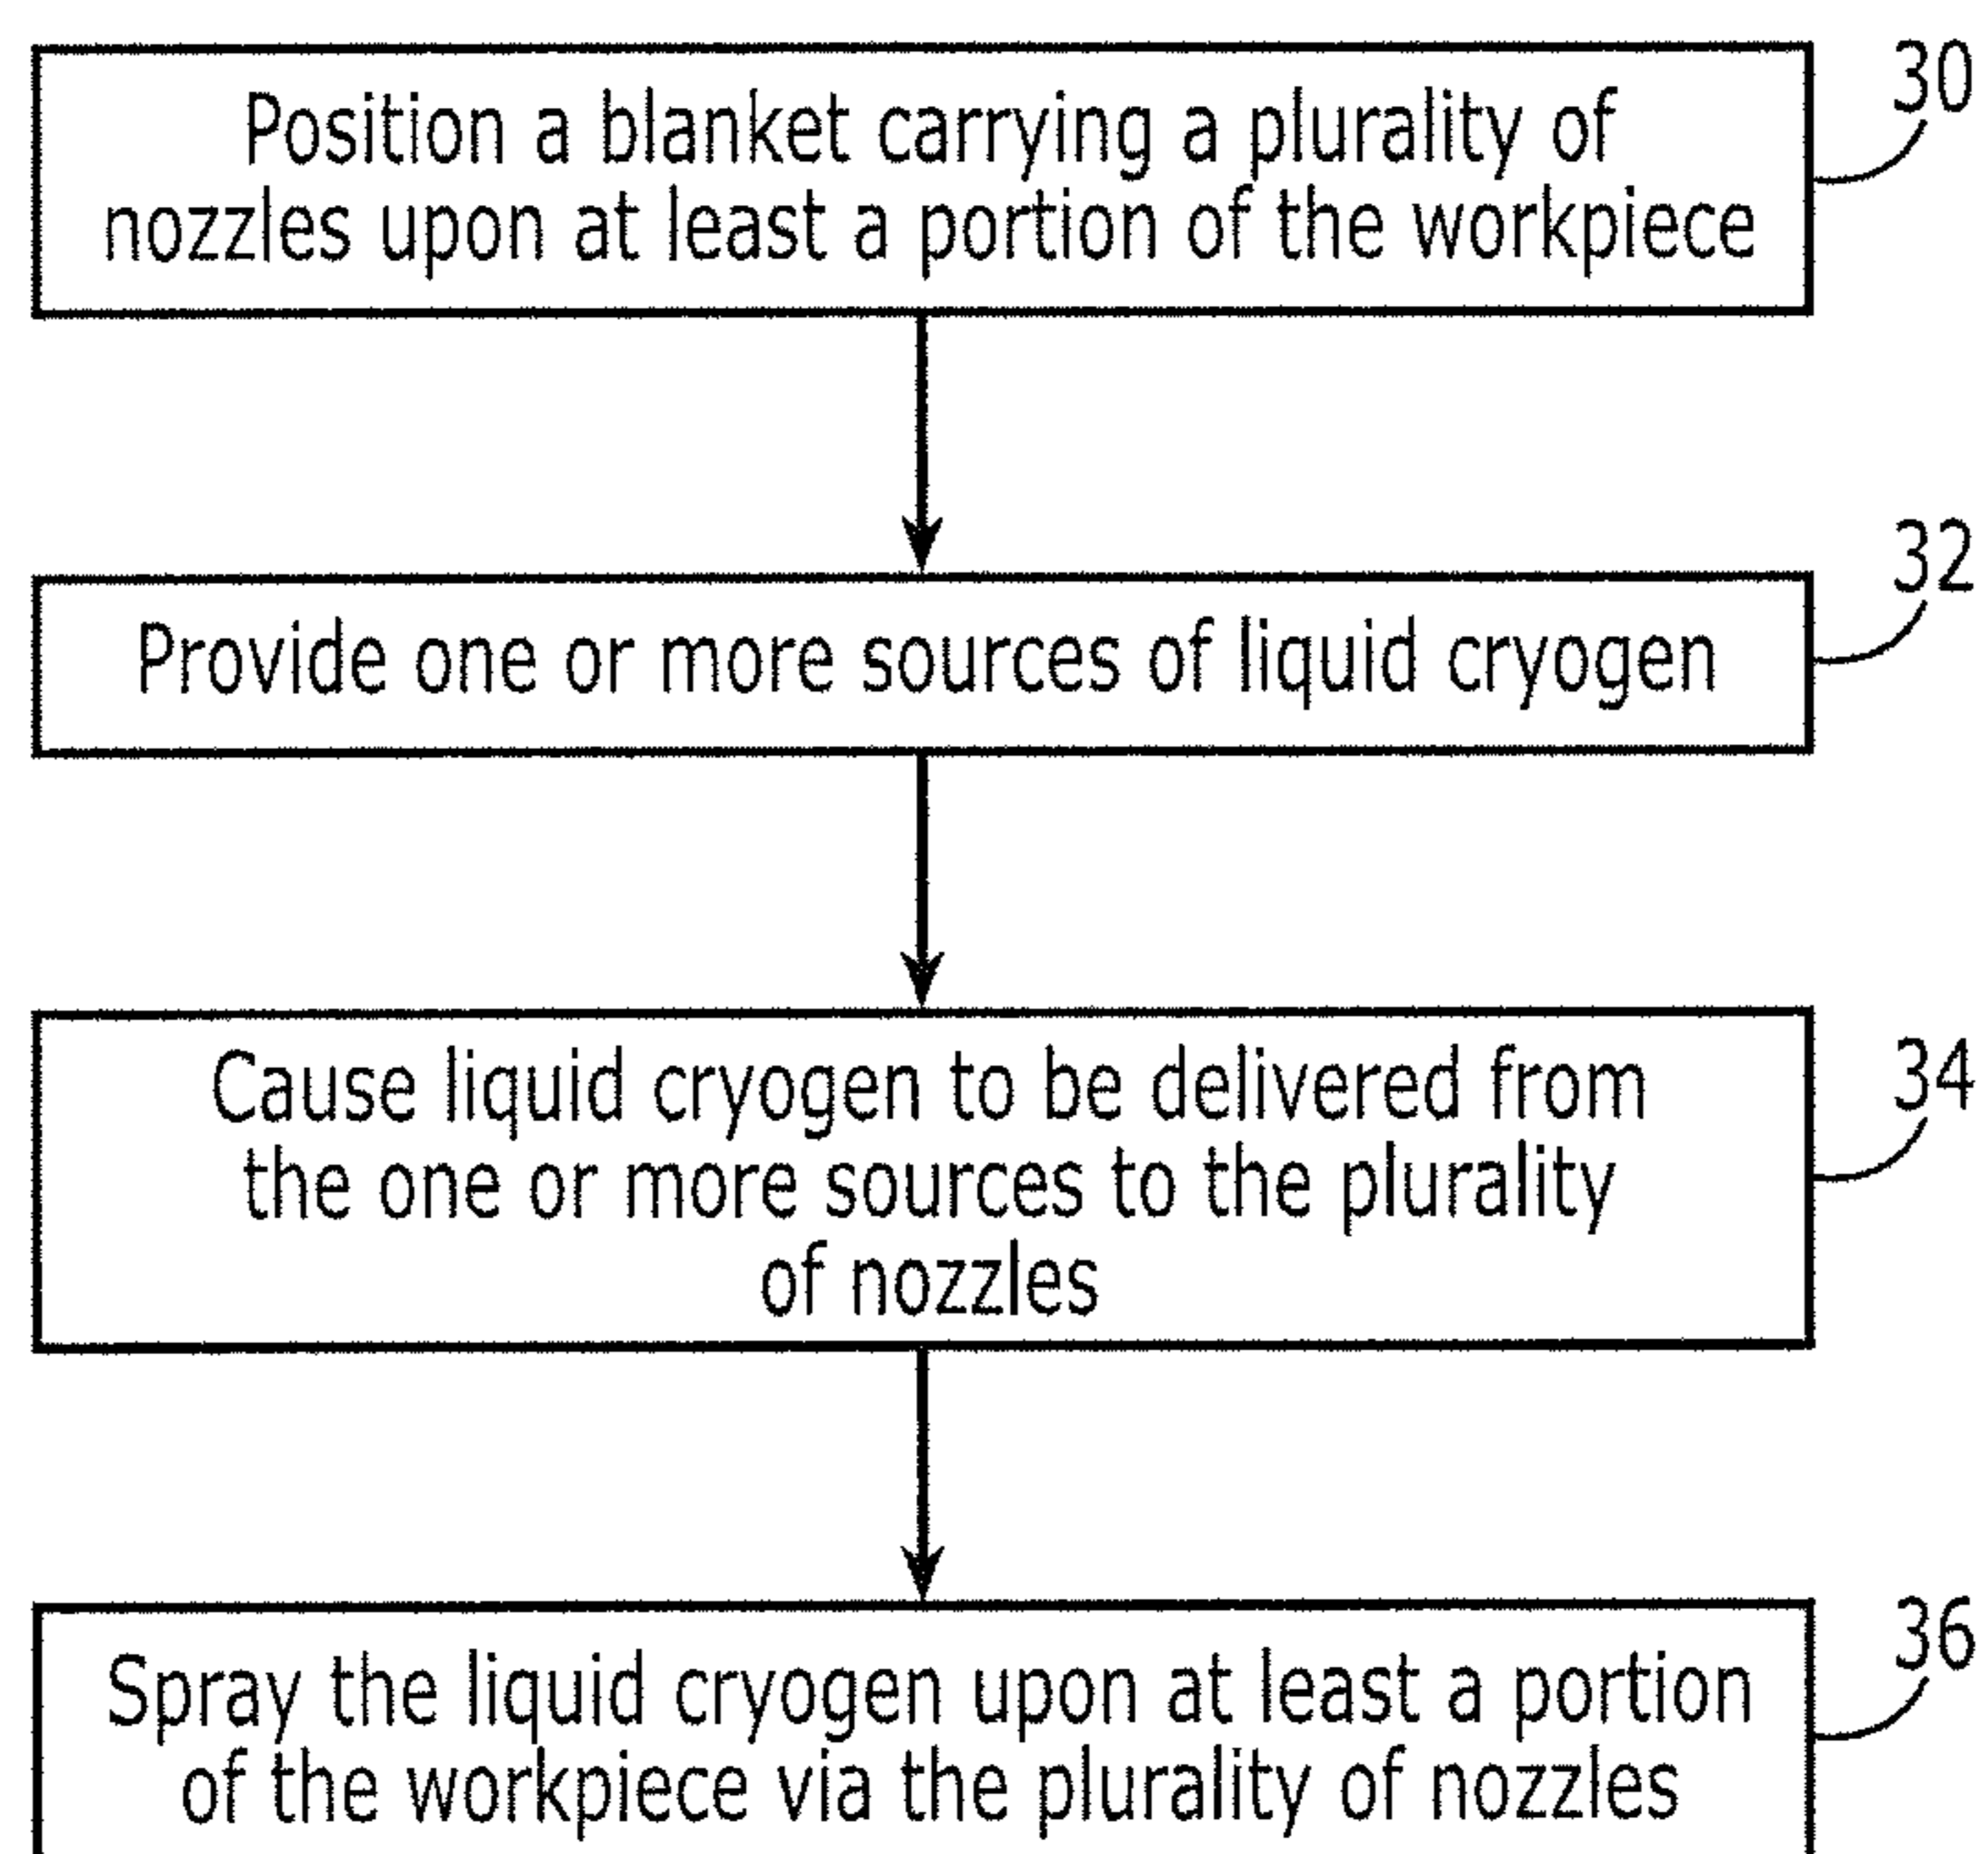 Position a blanket carrying a plurality of
nozzles upon at least a portion of the workpiece
30
Provide one or more sources of liquid cryogen
32
Cause liquid cryogen to be delivered from
the one or more sources to the plurality
of nozzles
34
Spray the liquid cryogen upon at least a portion
of the workpiece via the plurality of nozzles
36